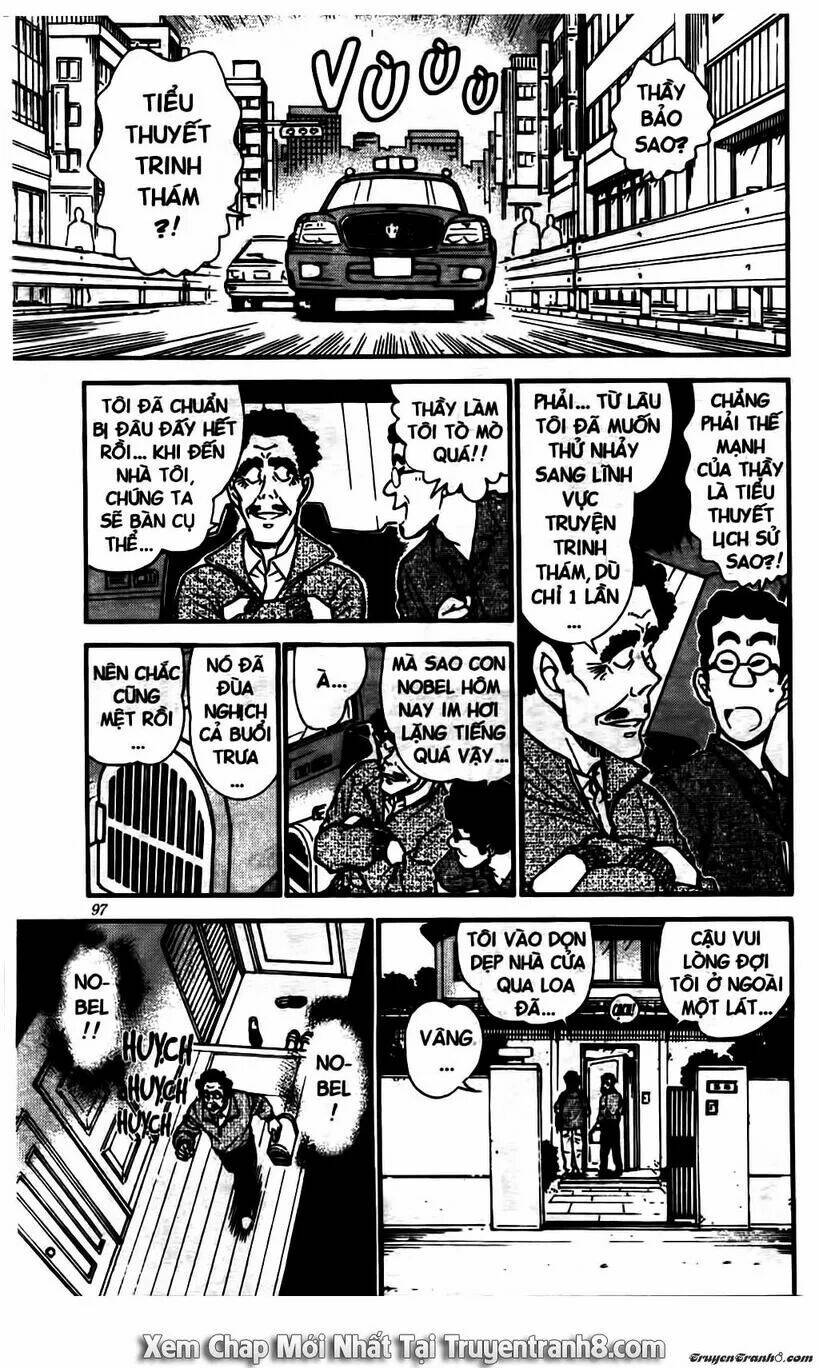 THẦY
BẢO
SAO?
VÙ Ù Ù
TIỂU
THUYẾT
TRINH
THÁM
?!
CHẲNG
PHẢI THẾ
MẠNH
CỦA THẦY
LÀ TIỂU
THUYẾT
LỊCH SỬ
SAO?!
PHẢI... TỪ LÂU
TÔI ĐÃ MUỐN
THỬ NHẢY
SANG LĨNH
VỰC
TRUYỆN
TRINH
THÁM, DÙ
CHỈ 1 LẦN
...
THẦY LÀM
TÔI TÒ MÒ
QUÁ!!
TÔI ĐÃ CHUẨN
BỊ ĐÂU ĐẤY HẾT
RỒI... KHI ĐẾN
NHÀ TÔI,
CHÚNG TA
SẼ BÀN CỤ
THỂ...
MÀ SAO CON
NOBEL HÔM
NAY IM HƠI
LẶNG TIẾNG
QUÁ VẬY...
À...
NÓ ĐÃ
ĐÙA
NGHỊCH
CẢ BUỔI
TRƯA
...
NÊN CHẮC
CŨNG
MỆT RỒI
...
97
CẬU VUI
LÒNG ĐỢI
TÔI Ở NGOÀI
MỘT LÁT...
TÔI VÀO DỌN
DẸP NHÀ CỬA
QUA LOA
ĐÃ...
CẠCH!
VÂNG
...
NO-
BEL
!
HUỴCH
HUỴCH
HUỴCH
NO-
BEL
!!
Xem Chap Mới Nhất Tại Truyentranh8.com
TruyenTranh8.com